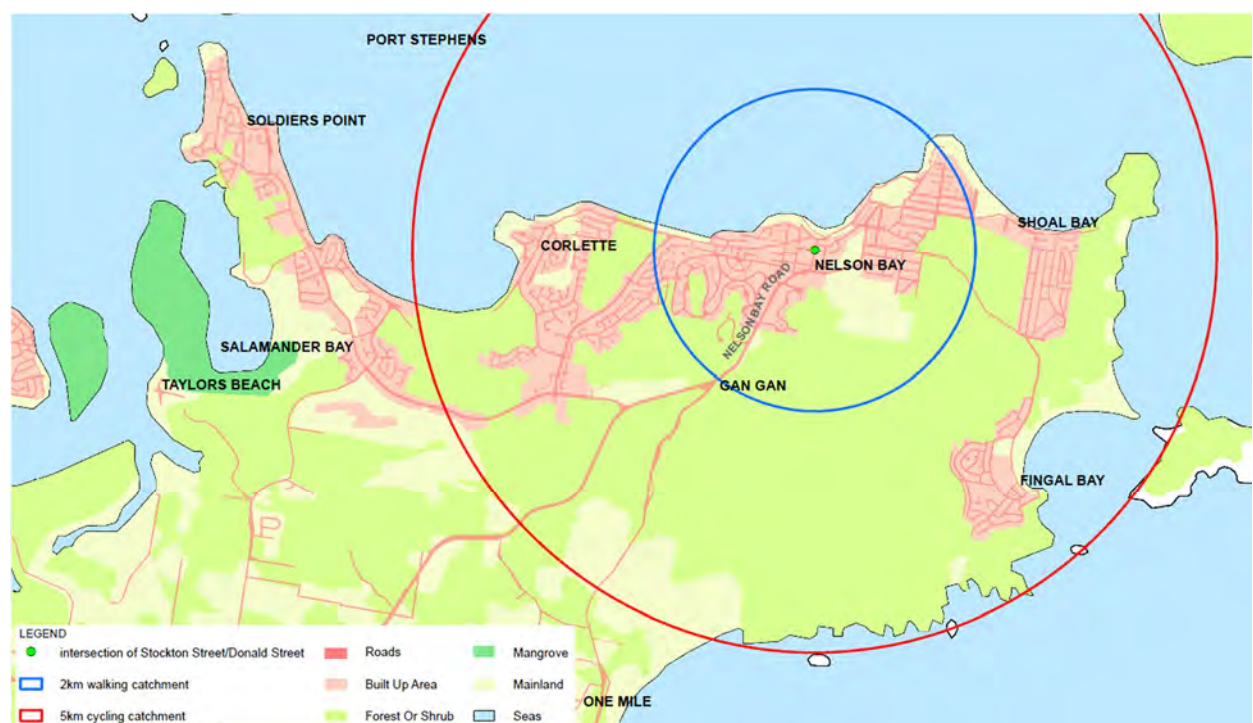 PORT STEPHENS
SOLDIERS POINT
SHOAL BAY
CORLETTE
NELSON BAY
NELSON BAY ROAD
SALAMANDER BAY
TAYLORS BEACH
GAN GAN
FINGAL BAY
ONE MILE
LEGEND
intersection of Stockton Street/Donald Street
Roads
Mangrove
2km walking catchment
Built Up Area
Mainland
5km cycling catchment
Forest Or Shrub
Seas